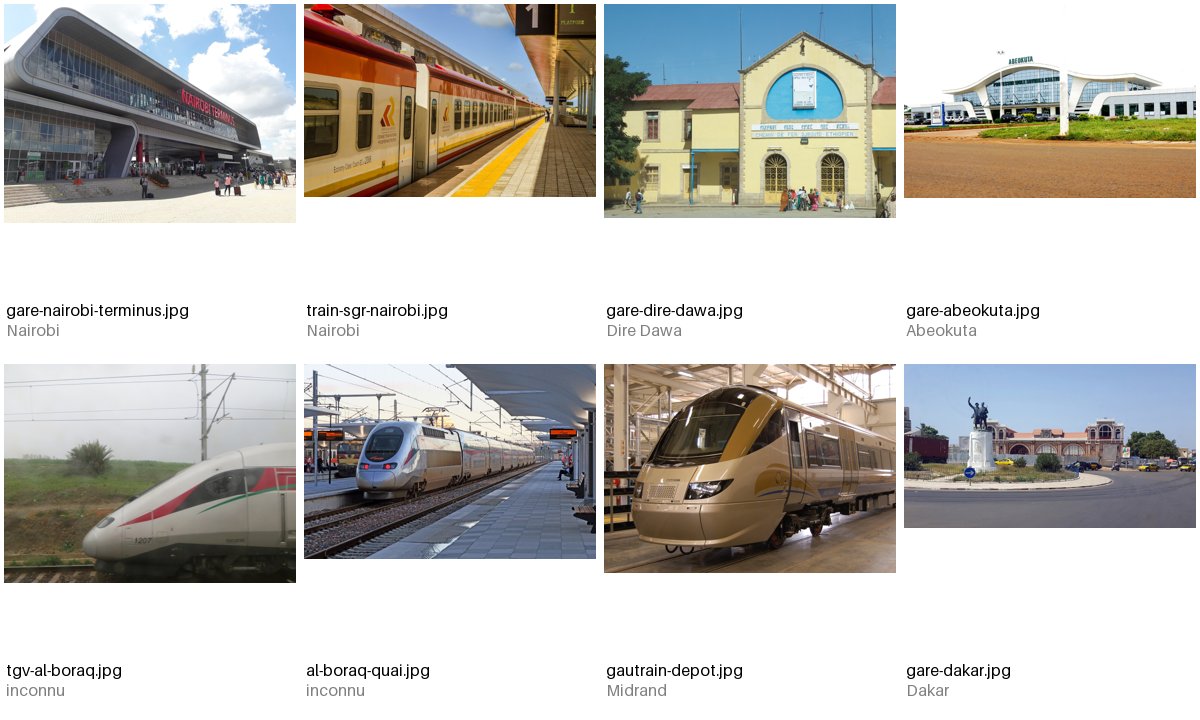 NAIROBI TERMINUS
1
PLATFORM
CHEMIN DE FER DJIBOUTI-ETHIOPIEN
ABEOKUTA
gare-nairobi-terminus.jpg
Nairobi
train-sgr-nairobi.jpg
Nairobi
gare-dire-dawa.jpg
Dire Dawa
gare-abeokuta.jpg
Abeokuta
1207
tgv-al-boraq.jpg
inconnu
al-boraq-quai.jpg
inconnu
gautrain-depot.jpg
Midrand
gare-dakar.jpg
Dakar